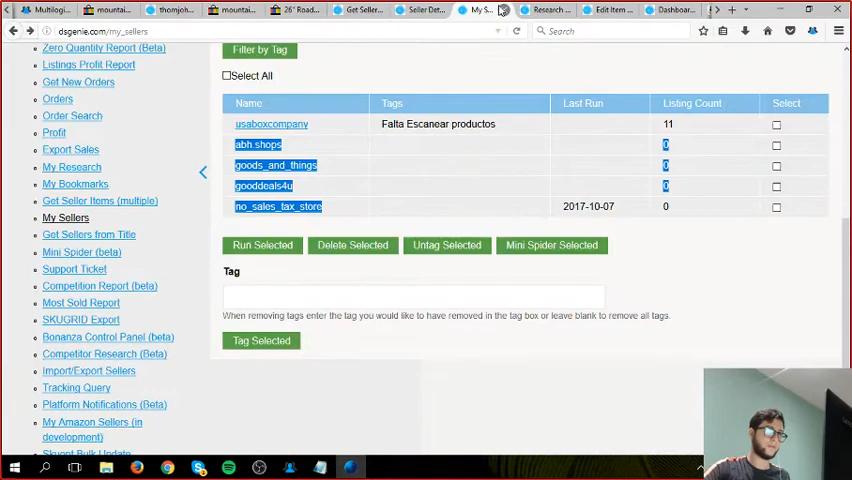 Multilogi...
mountai...
thomjoh...
mountai...
26" Road...
Get Seller...
Seller Det...
My S...
Research ...
Edit Item ...
Dashboar...
dsgenie.com/my_sellers
Search
Zero Quantity Report (Beta)
Listings Profit Report
Get New Orders
Orders
Order Search
Profit
Export Sales
My Research
My Bookmarks
Get Seller Items (multiple)
My Sellers
Get Sellers from Title
Mini Spider (beta)
Support Ticket
Competition Report (beta)
Most Sold Report
SKUGRID Export
Bonanza Control Panel (beta)
Competitor Research (Beta)
Import/Export Sellers
Tracking Query
Platform Notifications (Beta)
My Amazon Sellers (in
development)
Skupt Bulk Update
Filter by Tag
Select All
Name Tags Last Run Listing Count Select
usaboxcompany Falta Escanear productos 11
abh.shops 0
goods_and_things 0
gooddeals4u 0
no_sales_tax_store 2017-10-07 0
Run Selected Delete Selected Untag Selected Mini Spider Selected
Tag
When removing tags enter the tag you would like to have removed in the tag box or leave blank to remove all tags.
Tag Selected